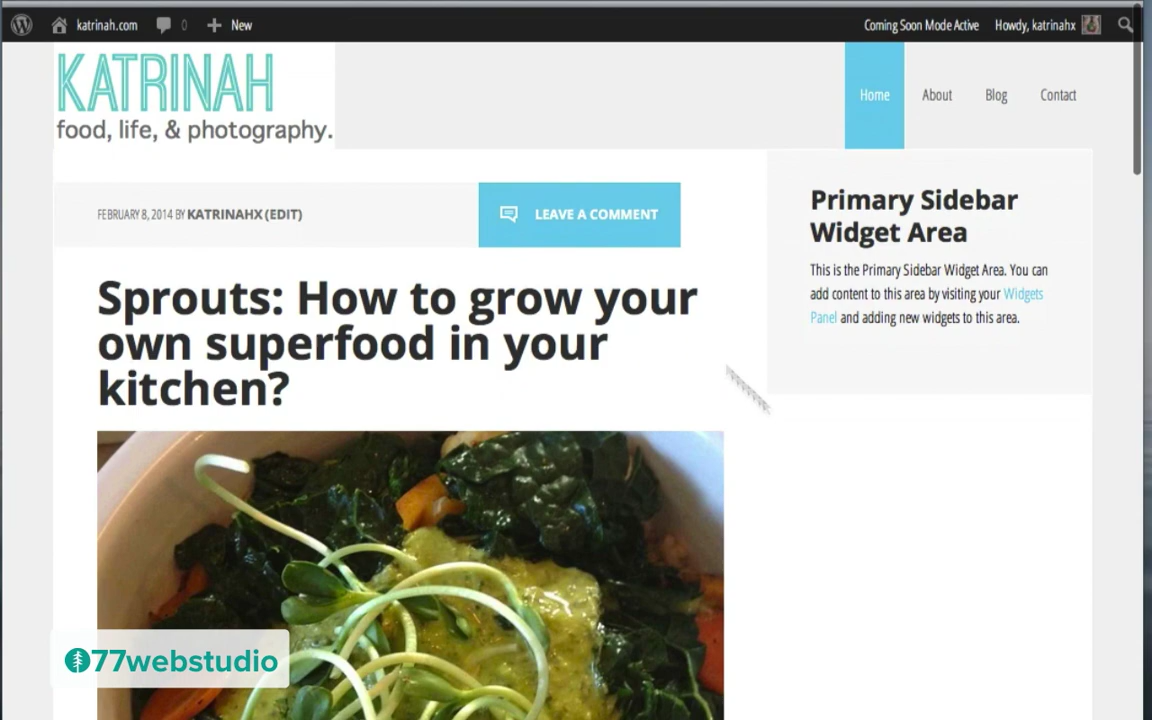 katrinah.com 0 New Coming Soon Mode Active Howdy, katrinahx
KATRINAH
food, life, & photography.
Home About Blog Contact
FEBRUARY 8, 2014 BY KATRINAHX (EDIT)
LEAVE A COMMENT
Sprouts: How to grow your
own superfood in your
kitchen?
Primary Sidebar
Widget Area
This is the Primary Sidebar Widget Area. You can
add content to this area by visiting your Widgets
Panel and adding new widgets to this area.
77webstudio